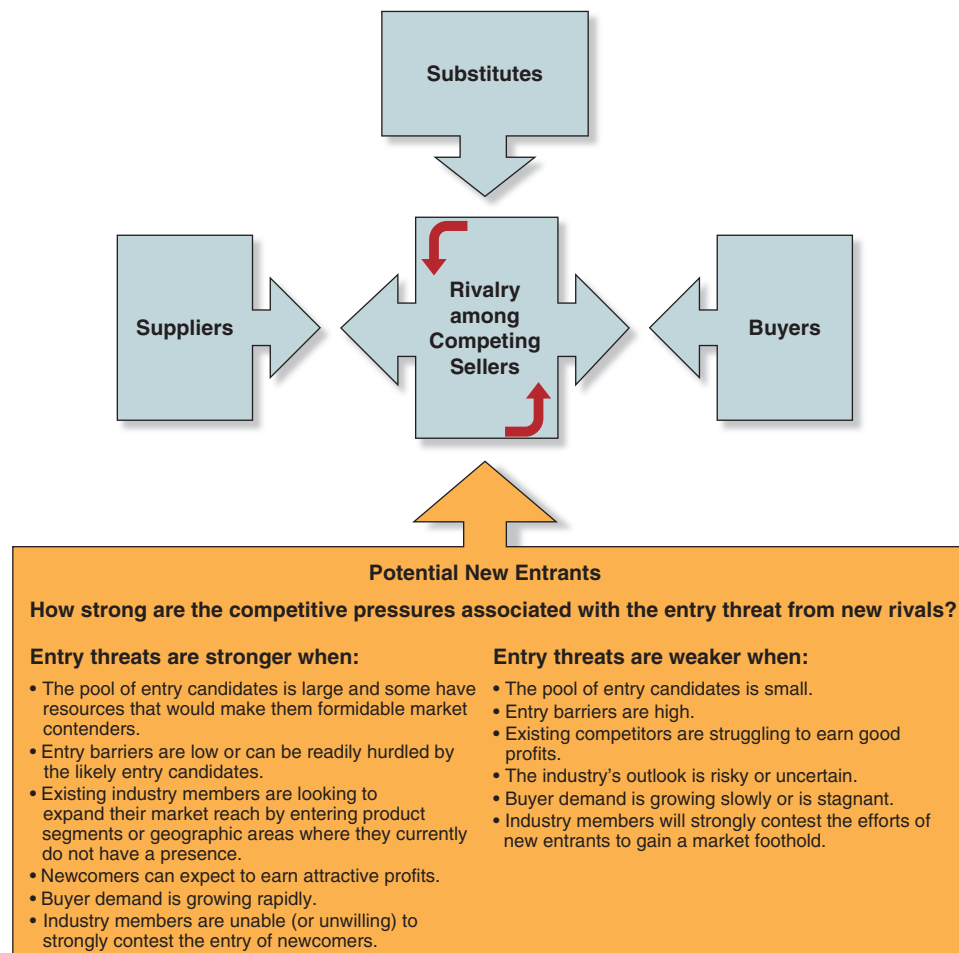 Substitutes
Suppliers
Rivalry
among
Competing
Sellers
Buyers
Potential New Entrants
How strong are the competitive pressures associated with the entry threat from new rivals?
Entry threats are stronger when:
• The pool of entry candidates is large and some have
resources that would make them formidable market
contenders.
• Entry barriers are low or can be readily hurdled by
the likely entry candidates.
• Existing industry members are looking to
expand their market reach by entering product
segments or geographic areas where they currently
do not have a presence.
• Newcomers can expect to earn attractive profits.
• Buyer demand is growing rapidly.
• Industry members are unable (or unwilling) to
strongly contest the entry of newcomers.
Entry threats are weaker when:
• The pool of entry candidates is small.
• Entry barriers are high.
• Existing competitors are struggling to earn good
profits.
• The industry’s outlook is risky or uncertain.
• Buyer demand is growing slowly or is stagnant.
• Industry members will strongly contest the efforts of
new entrants to gain a market foothold.